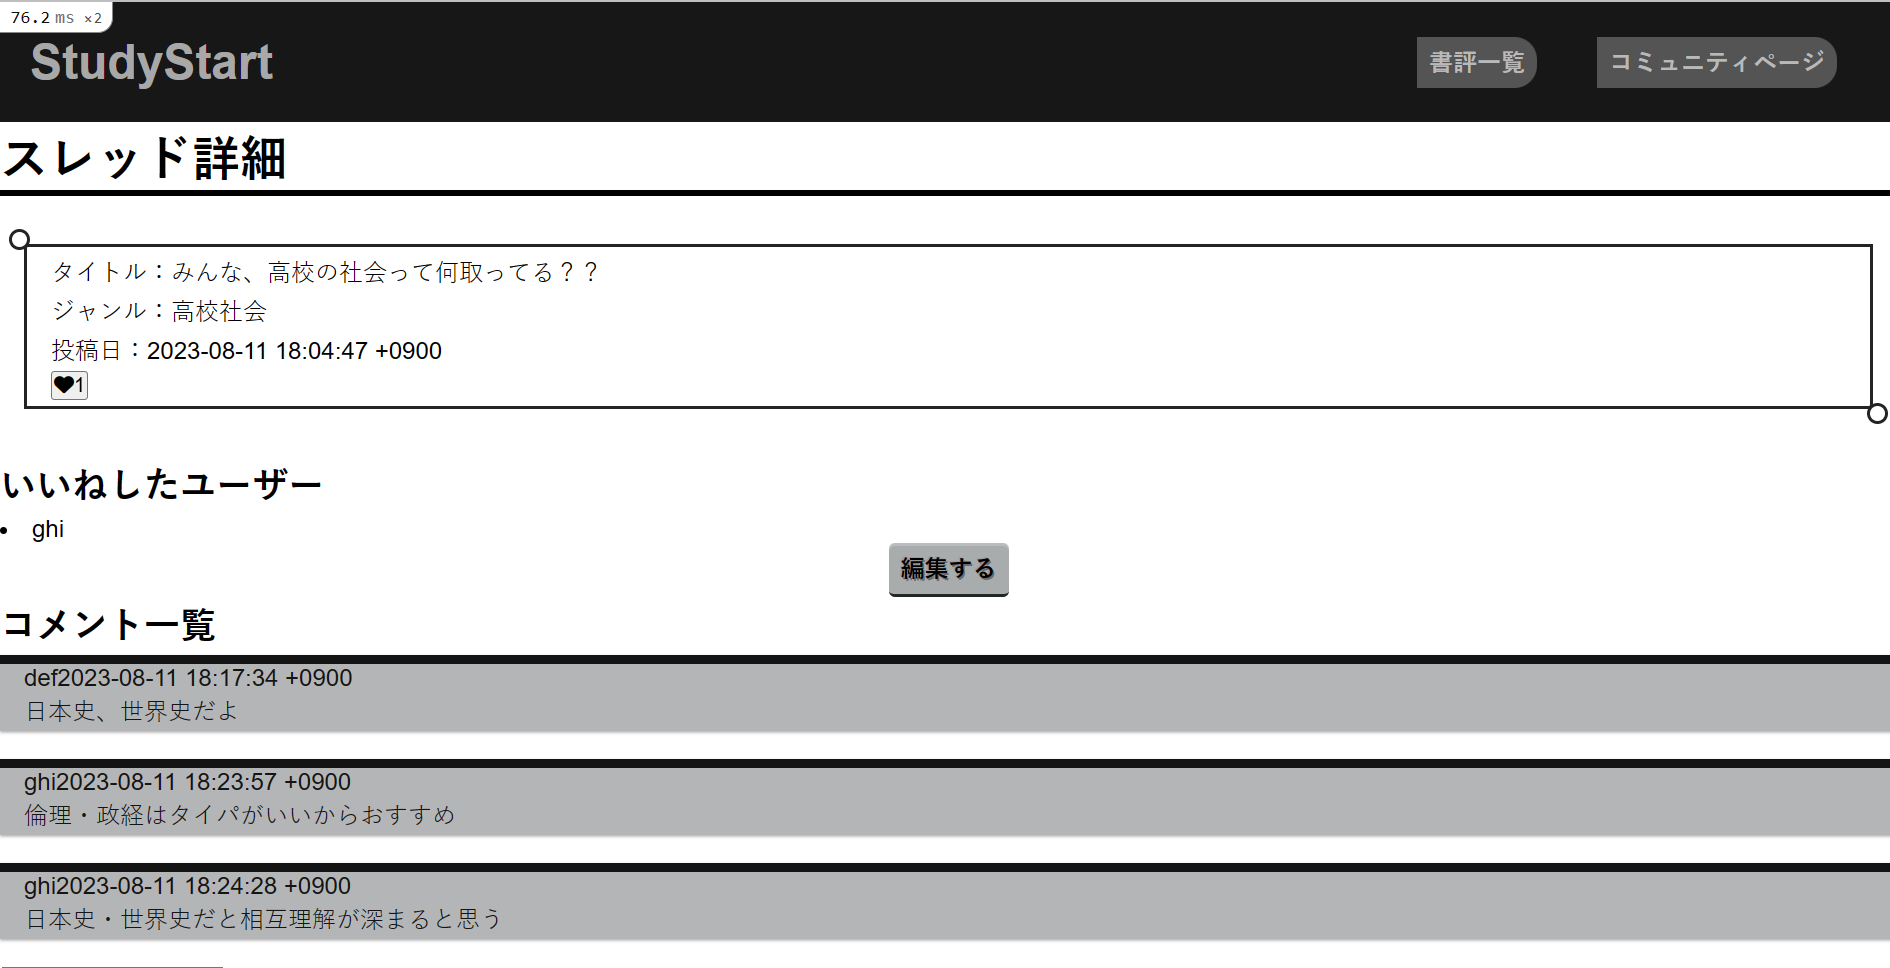 76.2 ms ×2
StudyStart
書評一覧
コミュニティページ
スレッド詳細
タイトル：みんな、高校の社会って何取ってる？？
ジャンル：高校社会
投稿日：2023-08-11 18:04:47 +0900
♥1
いいねしたユーザー
• ghi
編集する
コメント一覧
def2023-08-11 18:17:34 +0900
日本史、世界史だよ
ghi2023-08-11 18:23:57 +0900
倫理・政経はタイパがいいからおすすめ
ghi2023-08-11 18:24:28 +0900
日本史・世界史だと相互理解が深まると思う